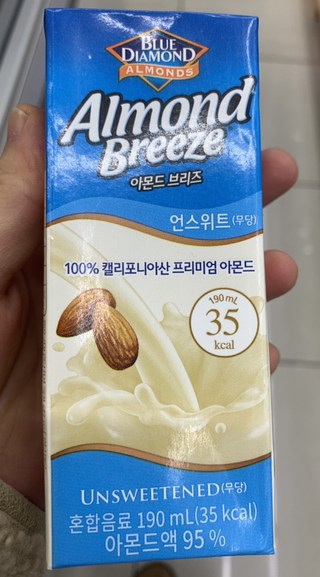 BLUE
DIAMOND
ALMONDS
Almond
Breeze
아몬드 브리즈
언스위트(무당)
100% 캘리포니아산 프리미엄 아몬드
190 mL
35
kcal
UNSWEETENED(무당)
혼합음료 190 mL(35 kcal)
아몬드액 95 %